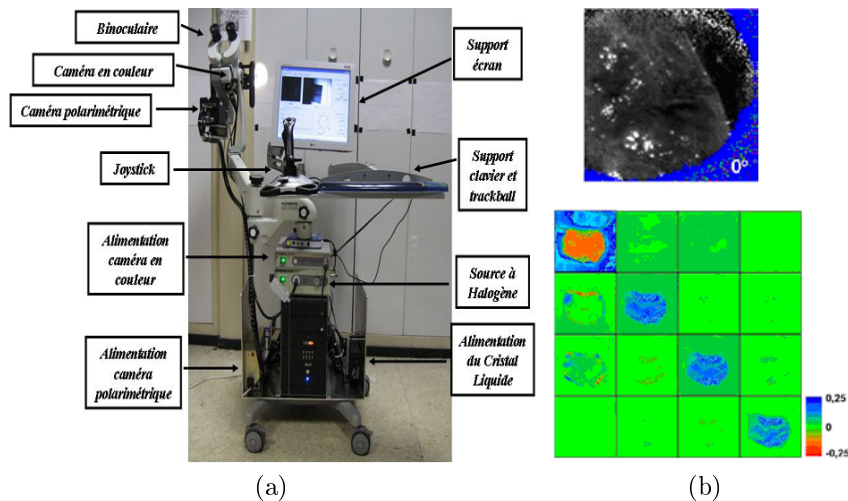 Binoculaire
Caméra en couleur
Caméra polarimétrique
Joystick
Alimentation
caméra en
couleur
Alimentation
caméra
polarimétrique
Support
écran
Support
clavier et
trackball
Source à
Halogène
Alimentation
du Cristal
Liquide
(a)
0°
0,25
0
-0,25
(b)